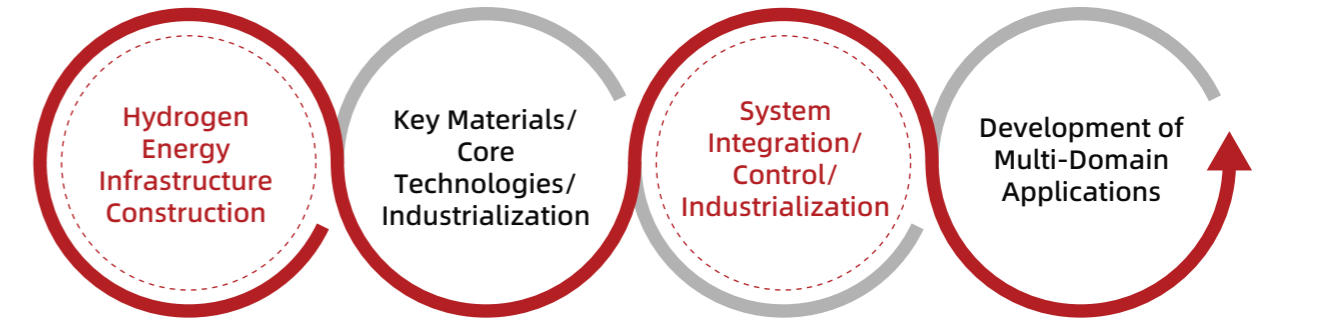 Hydrogen
Energy
Infrastructure
Construction
Key Materials/
Core
Technologies/
Industrialization
System
Integration/
Control/
Industrialization
Development of
Multi-Domain
Applications